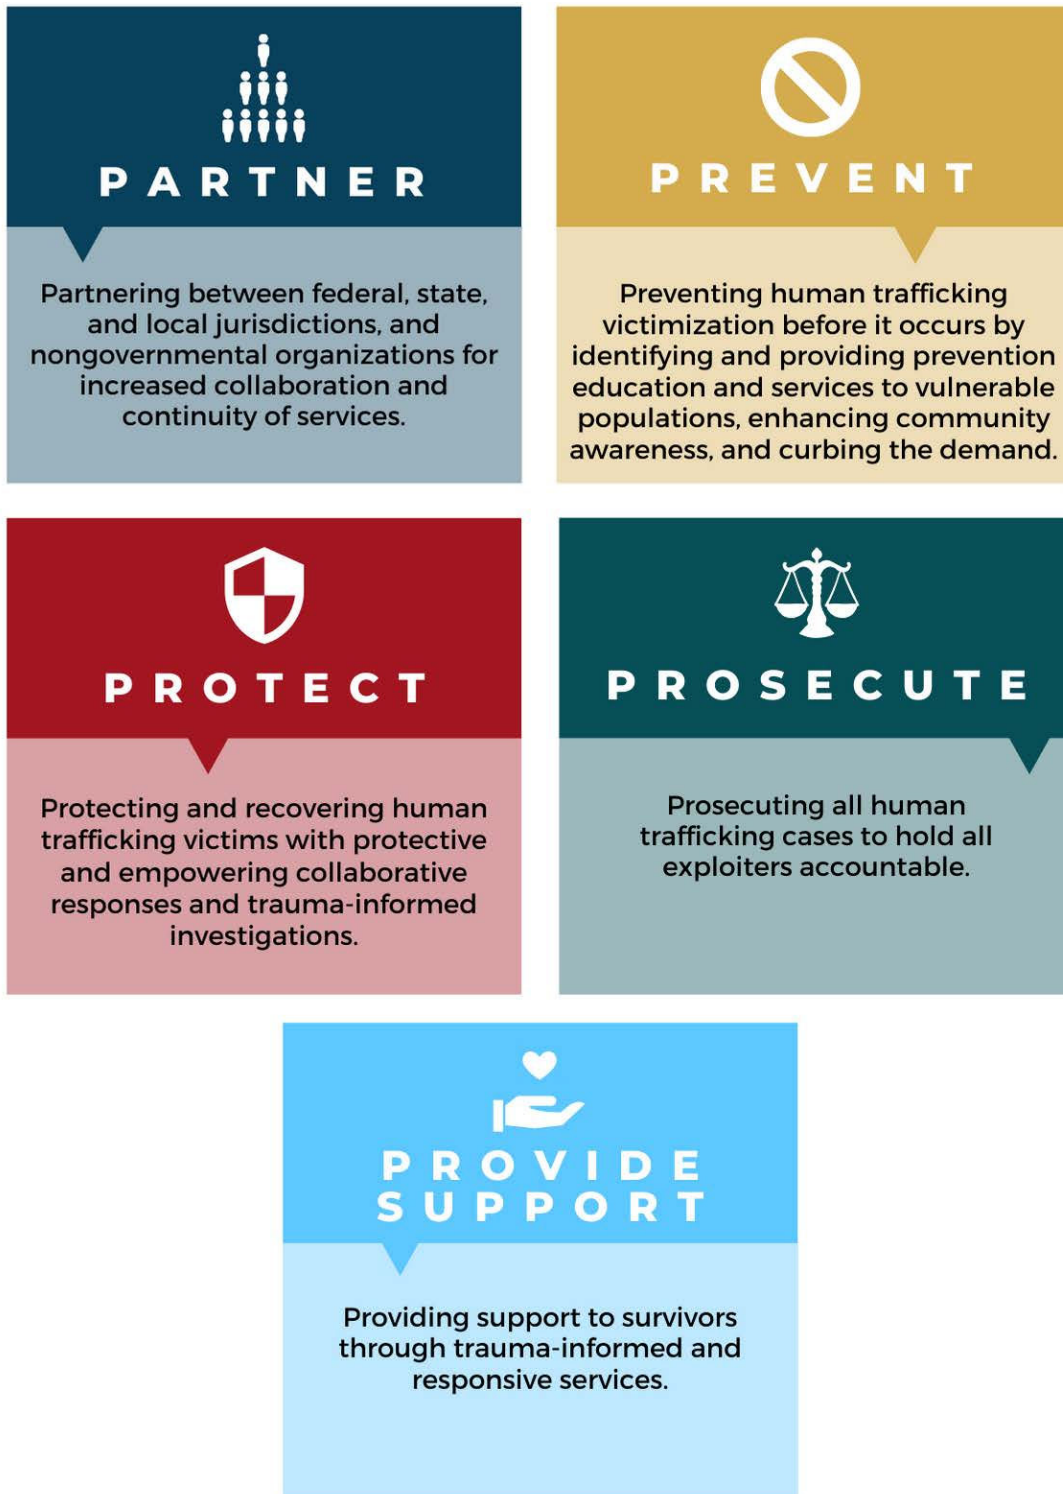 PARTNER
Partnering between federal, state,
and local jurisdictions, and
nongovernmental organizations for
increased collaboration and
continuity of services.
PREVENT
Preventing human trafficking
victimization before it occurs by
identifying and providing prevention
education and services to vulnerable
populations, enhancing community
awareness, and curbing the demand.
PROTECT
Protecting and recovering human
trafficking victims with protective
and empowering collaborative
responses and trauma-informed
investigations.
PROSECUTE
Prosecuting all human
trafficking cases to hold all
exploiters accountable.
PROVIDE
SUPPORT
Providing support to survivors
through trauma-informed and
responsive services.